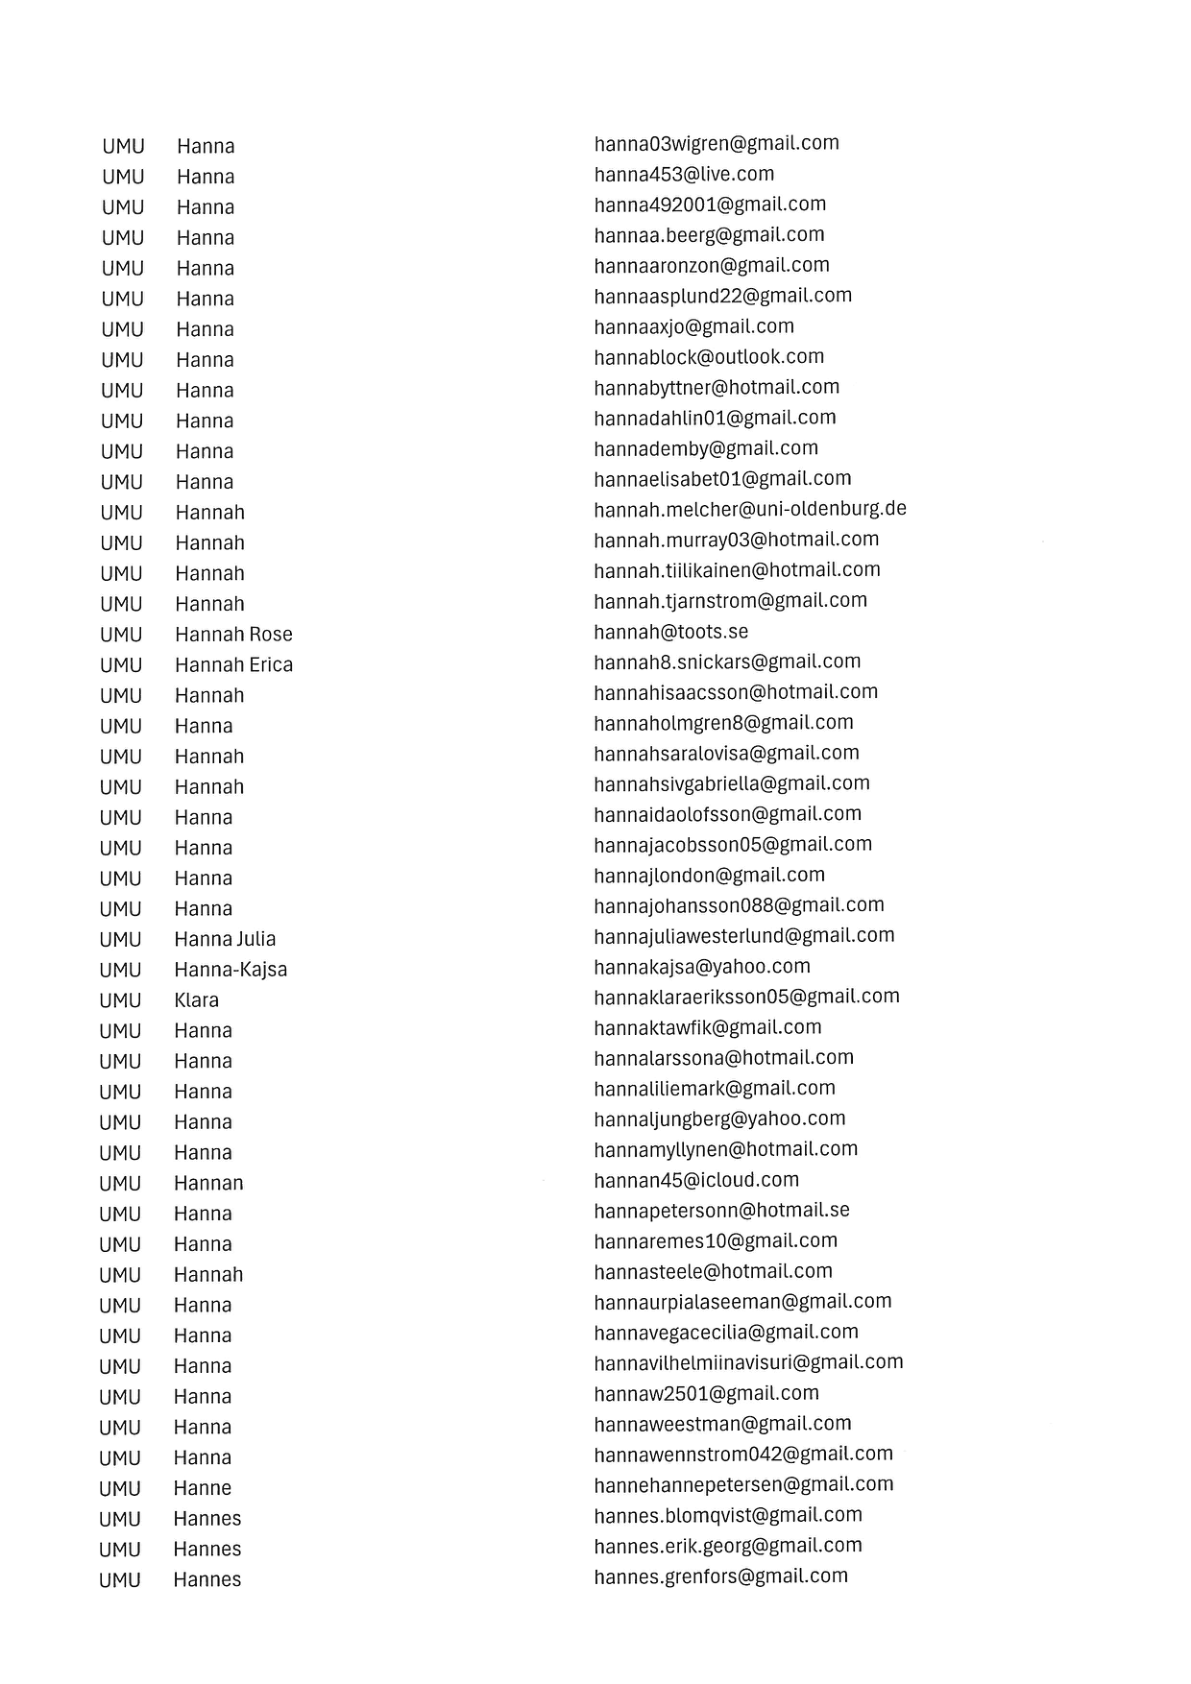 UMU Hanna hanna03wigren@gmail.com
UMU Hanna hanna453@live.com
UMU Hanna hanna492001@gmail.com
UMU Hanna hannaa.beerg@gmail.com
UMU Hanna hannaaronzon@gmail.com
UMU Hanna hannaasplund22@gmail.com
UMU Hanna hannaaxjo@gmail.com
UMU Hanna hannablock@outlook.com
UMU Hanna hannabyttner@hotmail.com
UMU Hanna hannadahlin01@gmail.com
UMU Hanna hannademby@gmail.com
UMU Hanna hannaelisabet01@gmail.com
UMU Hannah hannah.melcher@uni-oldenburg.de
UMU Hannah hannah.murray03@hotmail.com
UMU Hannah hannah.tiilikainen@hotmail.com
UMU Hannah hannah.tjarnstrom@gmail.com
UMU Hannah Rose hannah@toots.se
UMU Hannah Erica hannah8.snickars@gmail.com
UMU Hannah hannahisaacsson@hotmail.com
UMU Hanna hannaholmgren8@gmail.com
UMU Hannah hannahsaralovisa@gmail.com
UMU Hannah hannahsivgabriella@gmail.com
UMU Hanna hannaidaolofsson@gmail.com
UMU Hanna hannajacobsson05@gmail.com
UMU Hanna hannajlondon@gmail.com
UMU Hanna hannajohansson088@gmail.com
UMU Hanna Julia hannajuliawesterlund@gmail.com
UMU Hanna-Kajsa hannakajsa@yahoo.com
UMU Klara hannaklaraeriksson05@gmail.com
UMU Hanna hannaktawfik@gmail.com
UMU Hanna hannalarssona@hotmail.com
UMU Hanna hannaliliemark@gmail.com
UMU Hanna hannaljungberg@yahoo.com
UMU Hanna hannamyllynen@hotmail.com
UMU Hannan hannan45@icloud.com
UMU Hanna hannapetersonn@hotmail.se
UMU Hanna hannaremes10@gmail.com
UMU Hannah hannasteele@hotmail.com
UMU Hanna hannaurpialaseeman@gmail.com
UMU Hanna hannavegacecilia@gmail.com
UMU Hanna hannavilhelmiinavisuri@gmail.com
UMU Hanna hannaw2501@gmail.com
UMU Hanna hannaweestman@gmail.com
UMU Hanna hannawennstrom042@gmail.com
UMU Hanne hannehannepetersen@gmail.com
UMU Hannes hannes.blomqvist@gmail.com
UMU Hannes hannes.erik.georg@gmail.com
UMU Hannes hannes.grenfors@gmail.com